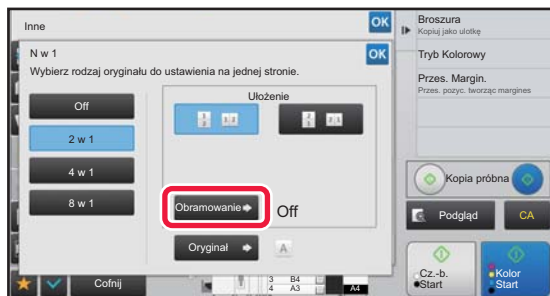 Inne
OK
N w 1
OK
Wybierz rodzaj oryginału do ustawienia na jednej stronie.
Off
2 w 1
4 w 1
8 w 1
Ułożenie
Obramowanie
Off
Oryginał
A
Cofnij
3 B4
4 A3
A4
Broszura
Kopiuj jako ulotkę
Tryb Kolorowy
Przes. Margin.
Przes. pozyc. tworząc margines
Kopia próbna
Podgląd
CA
Cz.-b.
Start
Kolor
Start